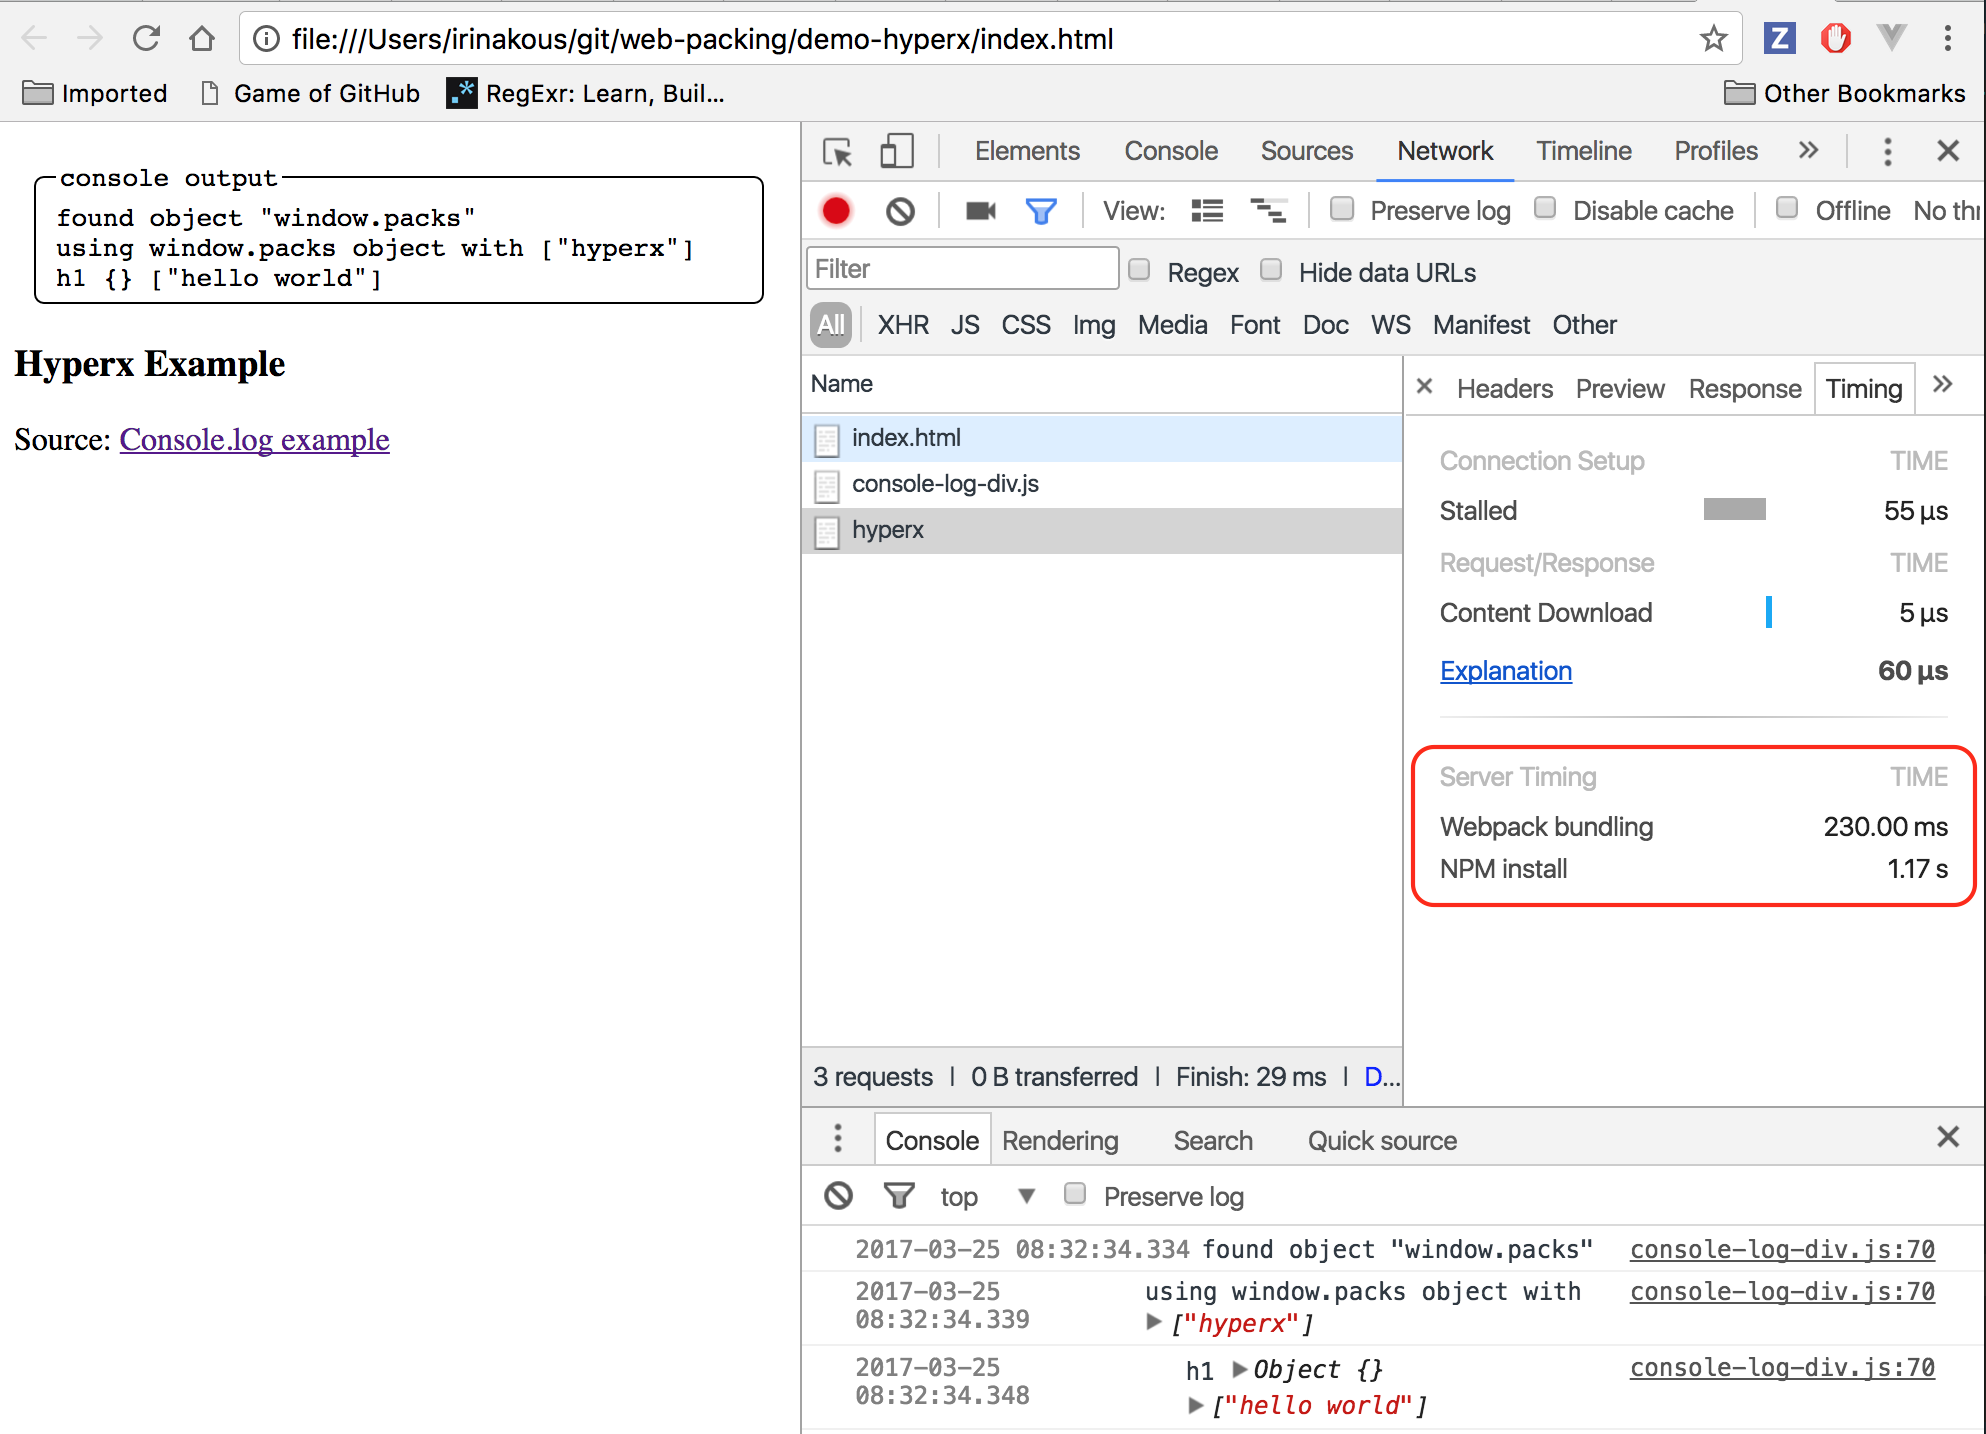 file:///Users/irinakous/git/web-packing/demo-hyperx/index.html
Z
Imported
Game of GitHub
.* RegExr: Learn, Buil...
Other Bookmarks
console output
found object "window.packs"
using window.packs object with ["hyperx"]
h1 {} ["hello world"]
Hyperx Example
Source: Console.log example
Elements Console Sources Network Timeline Profiles »
View: Preserve log Disable cache Offline No thr
Filter Regex Hide data URLs
All XHR JS CSS Img Media Font Doc WS Manifest Other
Name
index.html
console-log-div.js
hyperx
3 requests | 0 B transferred | Finish: 29 ms | D...
× Headers Preview Response Timing »
Connection Setup TIME
Stalled 55 µs
Request/Response TIME
Content Download 5 µs
Explanation 60 µs
Server Timing TIME
Webpack bundling 230.00 ms
NPM install 1.17 s
Console Rendering Search Quick source
top ▼ Preserve log
2017-03-25 08:32:34.334 found object "window.packs" console-log-div.js:70
2017-03-25 using window.packs object with console-log-div.js:70
08:32:34.339 ▶ ["hyperx"]
2017-03-25 h1 ▶ Object {} console-log-div.js:70
08:32:34.348 ▶ ["hello world"]